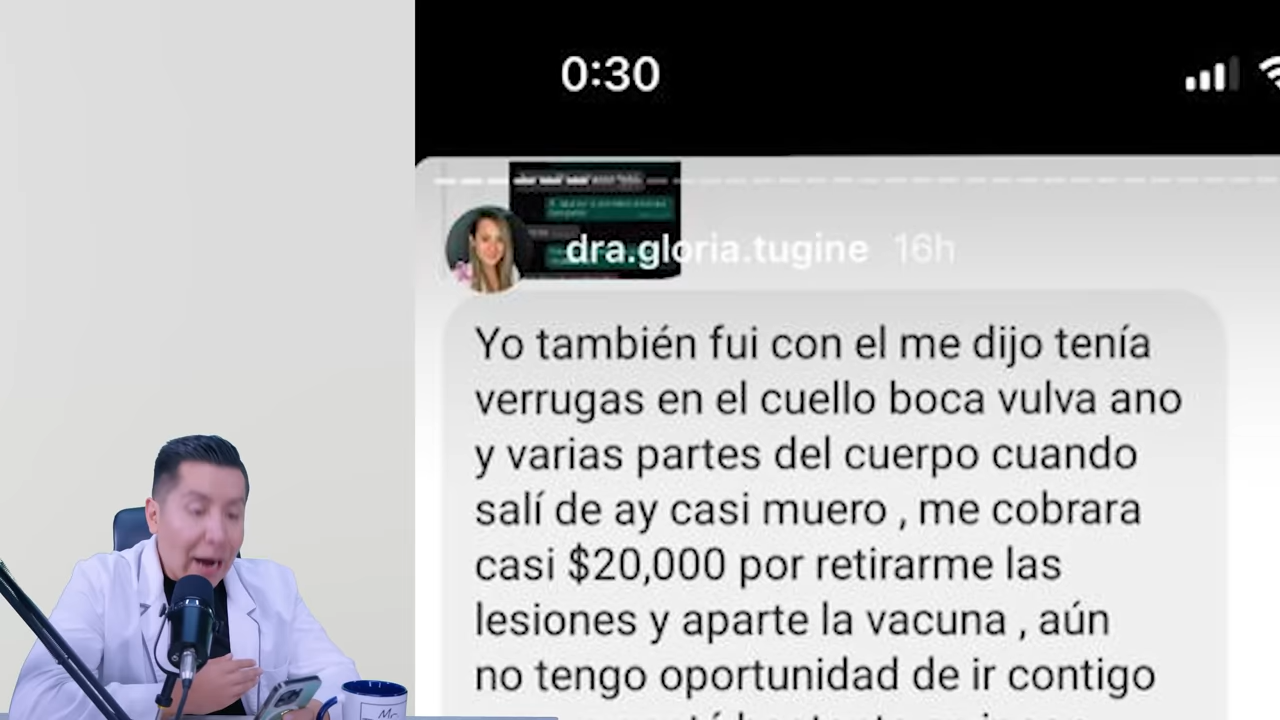 0:30
dra.gloria.tugine 16h
Yo también fui con el me dijo tenía
verrugas en el cuello boca vulva ano
y varias partes del cuerpo cuando
salí de ay casi muero , me cobrara
casi $20,000 por retirarme las
lesiones y aparte la vacuna , aún
no tengo oportunidad de ir contigo
Mr.